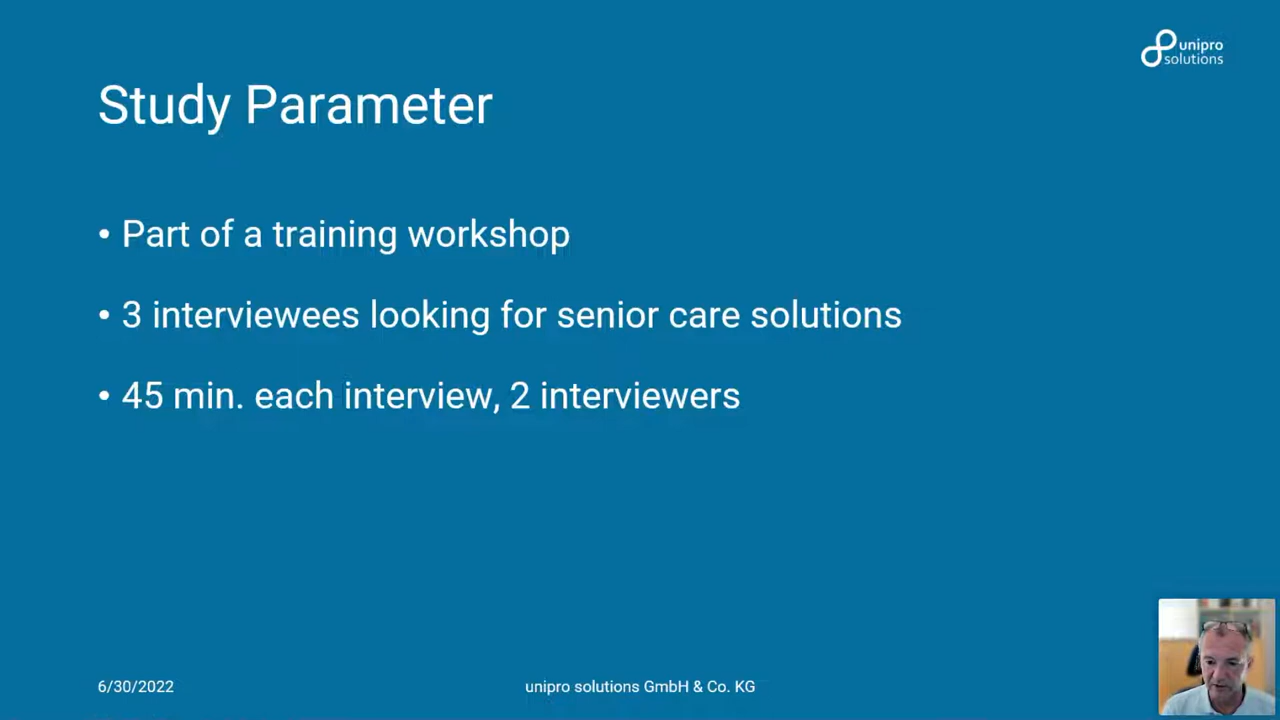 unipro
solutions
Study Parameter
• Part of a training workshop
• 3 interviewees looking for senior care solutions
• 45 min. each interview, 2 interviewers
6/30/2022
unipro solutions GmbH & Co. KG